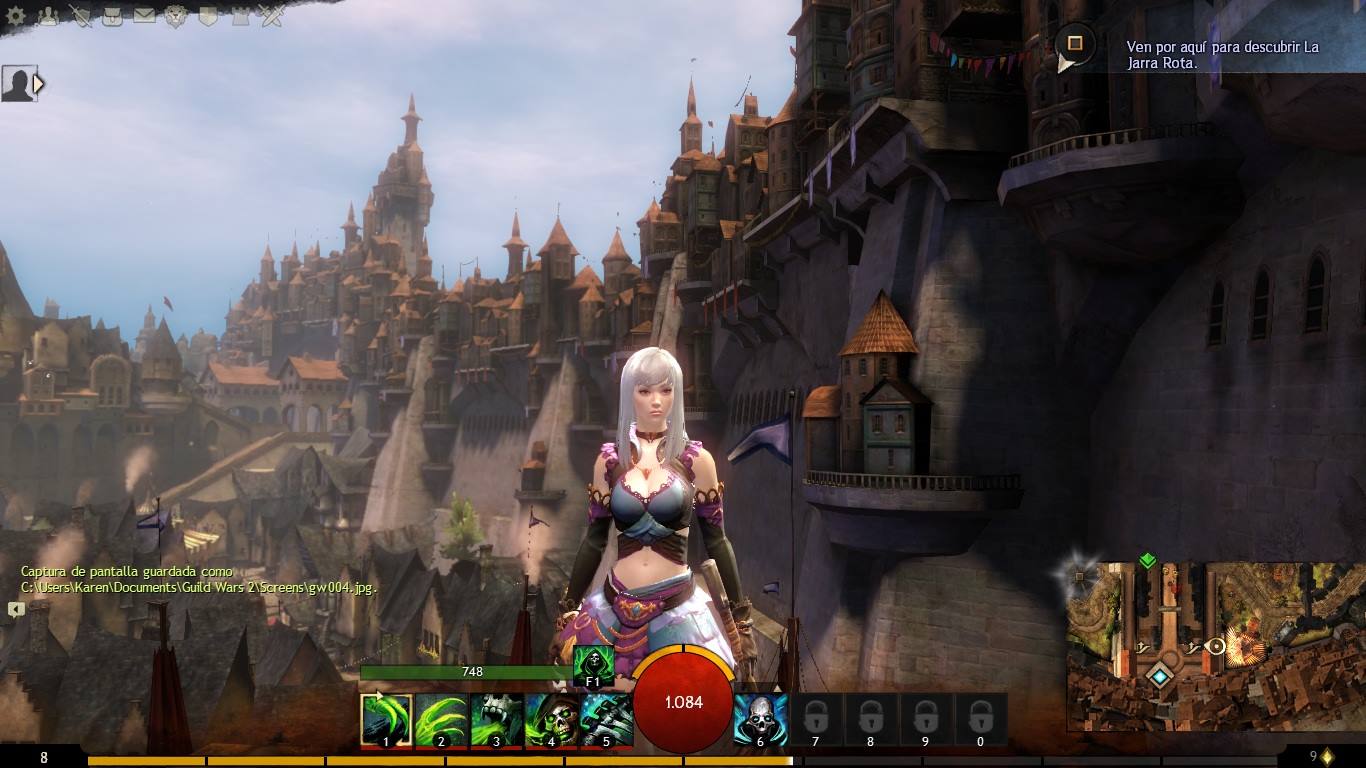 Ven por aquí para descubrir La
Jarra Rota.
Captura de pantalla guardada como
C:\Users\Karen\Documents\Guild Wars 2\Screens\gw004.jpg.
748
F1
1.084
1 2 3 4 5 6 7 8 9 0
8
9